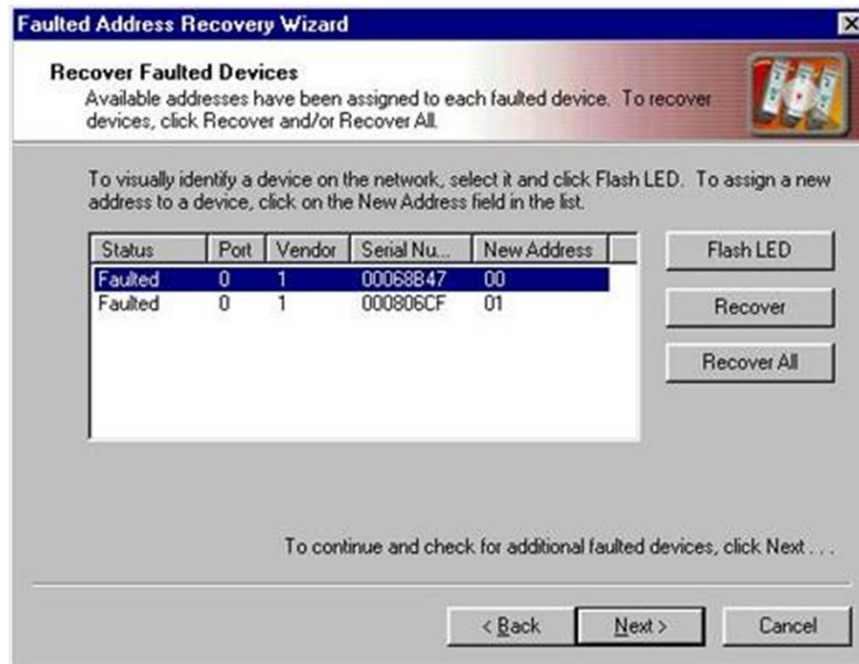 Faulted Address Recovery Wizard
Recover Faulted Devices
Available addresses have been assigned to each faulted device. To recover
devices, click Recover and/or Recover All.
To visually identify a device on the network, select it and click Flash LED. To assign a new
address to a device, click on the New Address field in the list.
Status Port Vendor Serial Nu... New Address
Faulted 0 1 00068B47 00
Faulted 0 1 000806CF 01
Flash LED
Recover
Recover All
To continue and check for additional faulted devices, click Next . . .
< Back Next > Cancel